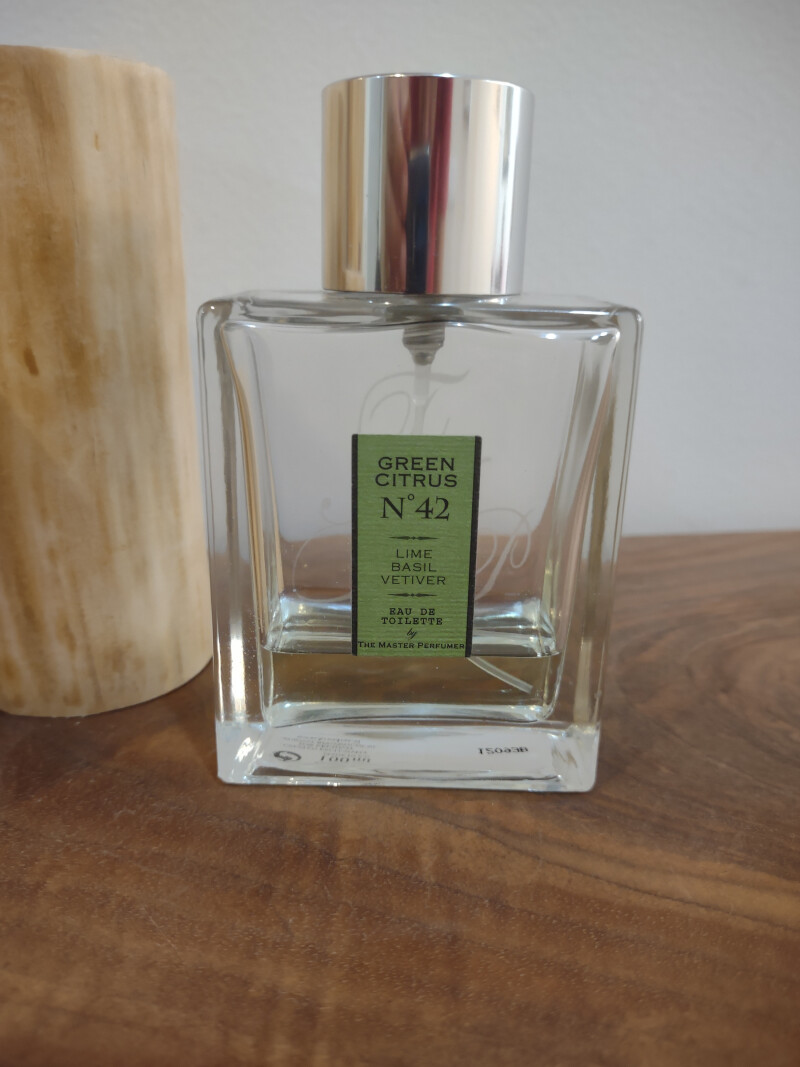 GREEN
CITRUS
N°42
LIME
BASIL
VETIVER
EAU DE
TOILETTE
by
THE MASTER PERFUMER